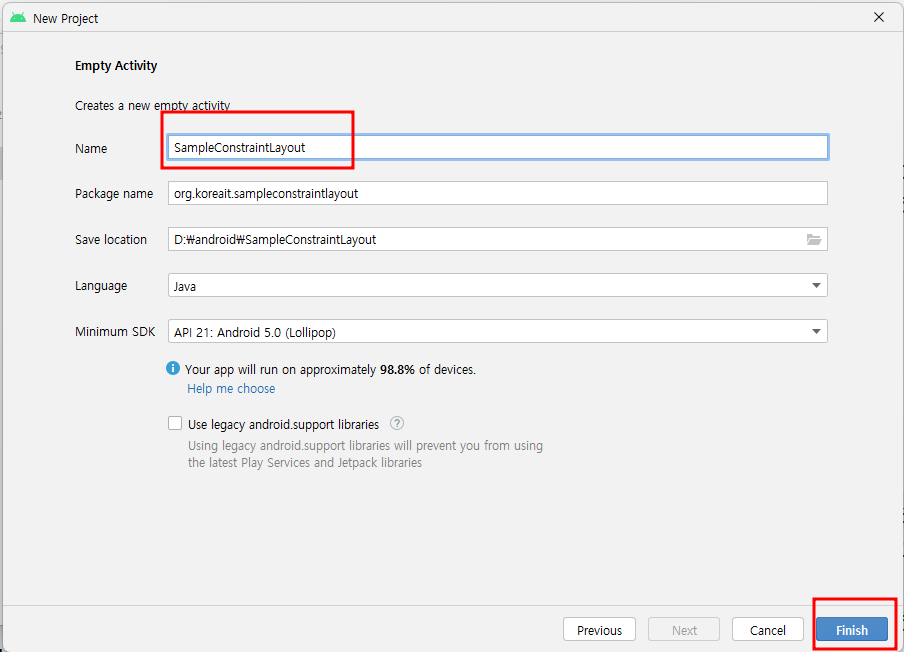 New Project
Empty Activity
Creates a new empty activity
Name SampleConstraintLayout
Package name org.koreait.sampleconstraintlayout
Save location D:₩android₩SampleConstraintLayout
Language Java
Minimum SDK API 21: Android 5.0 (Lollipop)
Your app will run on approximately 98.8% of devices.
Help me choose
Use legacy android.support libraries ?
Using legacy android.support libraries will prevent you from using
the latest Play Services and Jetpack libraries
Previous Next Cancel Finish